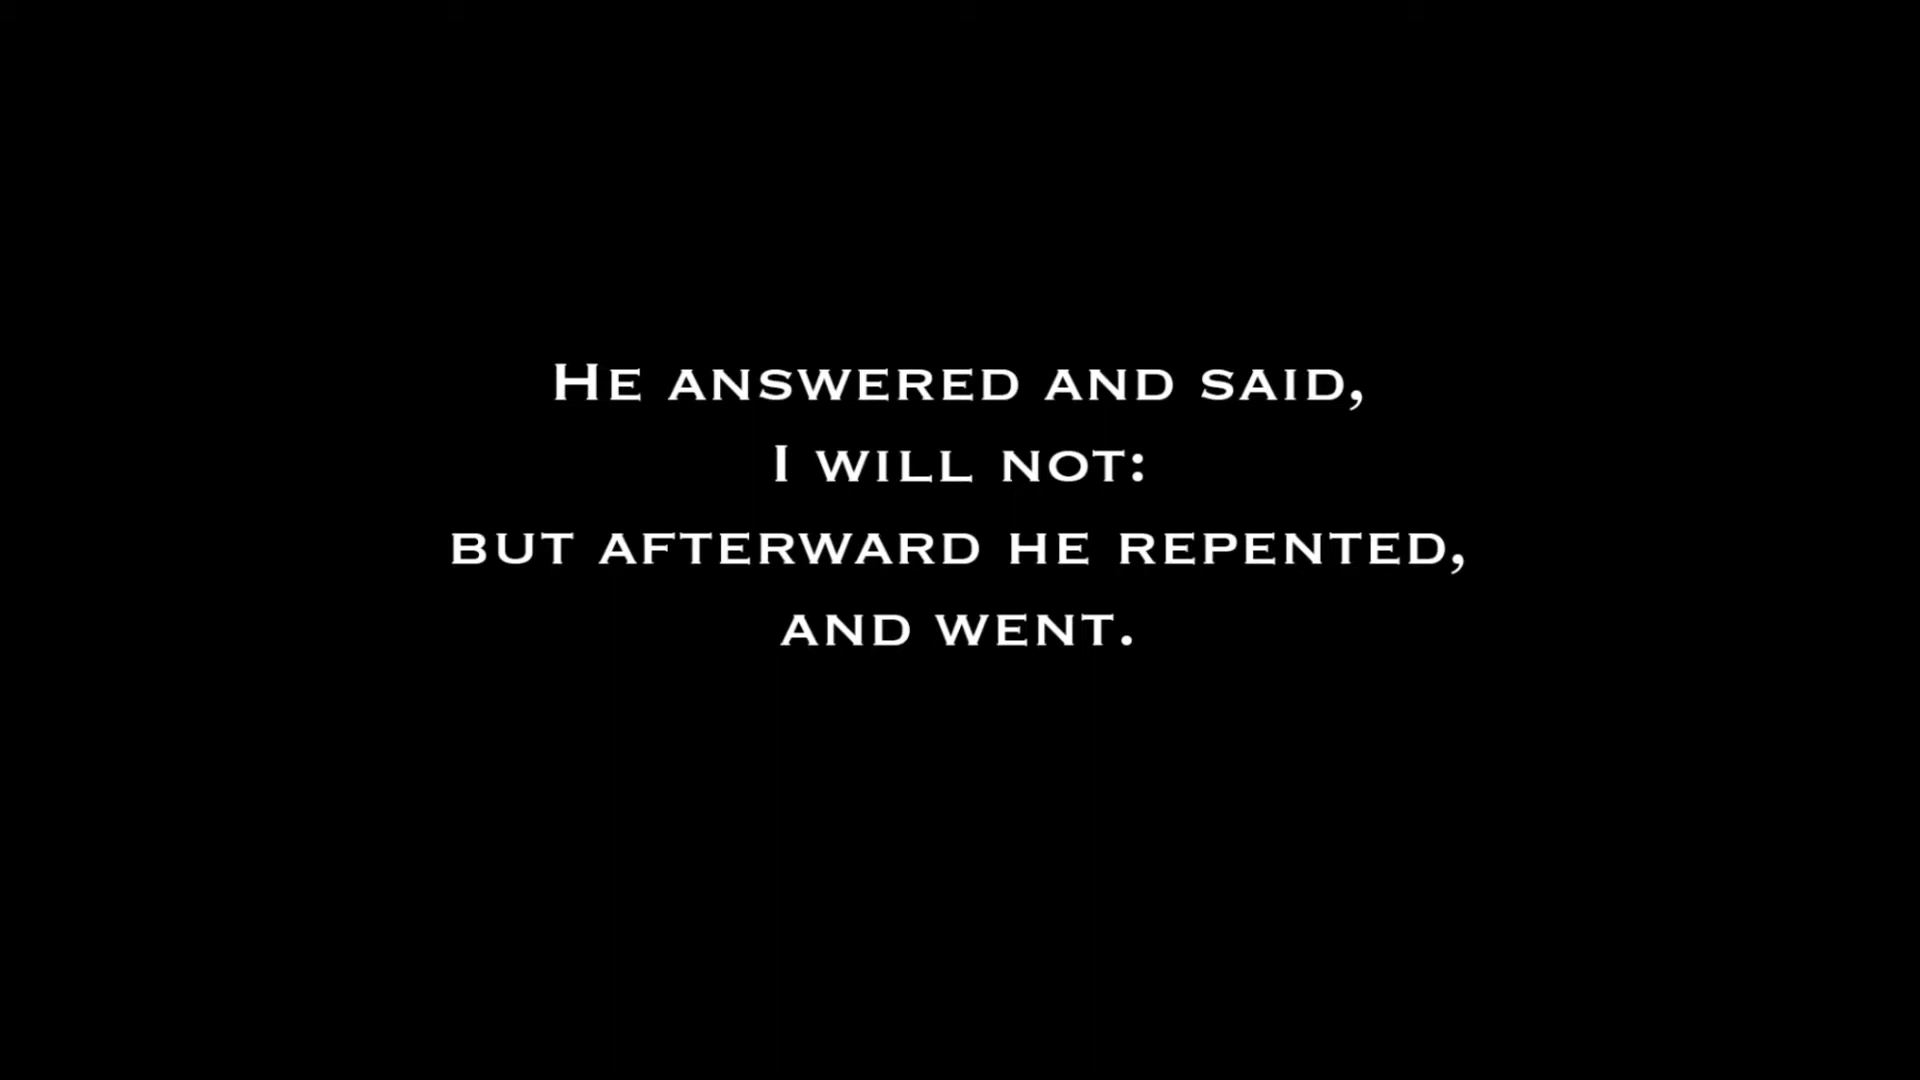 He answered and said,
I will not:
but afterward he repented,
and went.